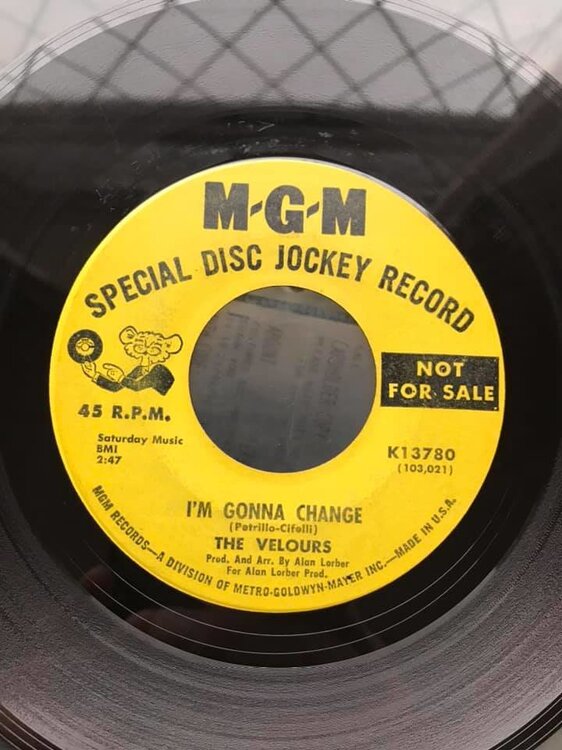 M-G-M
SPECIAL DISC JOCKEY RECORD
NOT
FOR SALE
45 R.P.M.
Saturday Music
BMI
2:47
K13780
(103,021)
I'M GONNA CHANGE
(Petrillo-Cifelli)
THE VELOURS
Prod. And Arr. By Alan Lorber
For Alan Lorber Prod.
MGM RECORDS—A DIVISION OF METRO-GOLDWYN-MAYER INC.—MADE IN U.S.A.